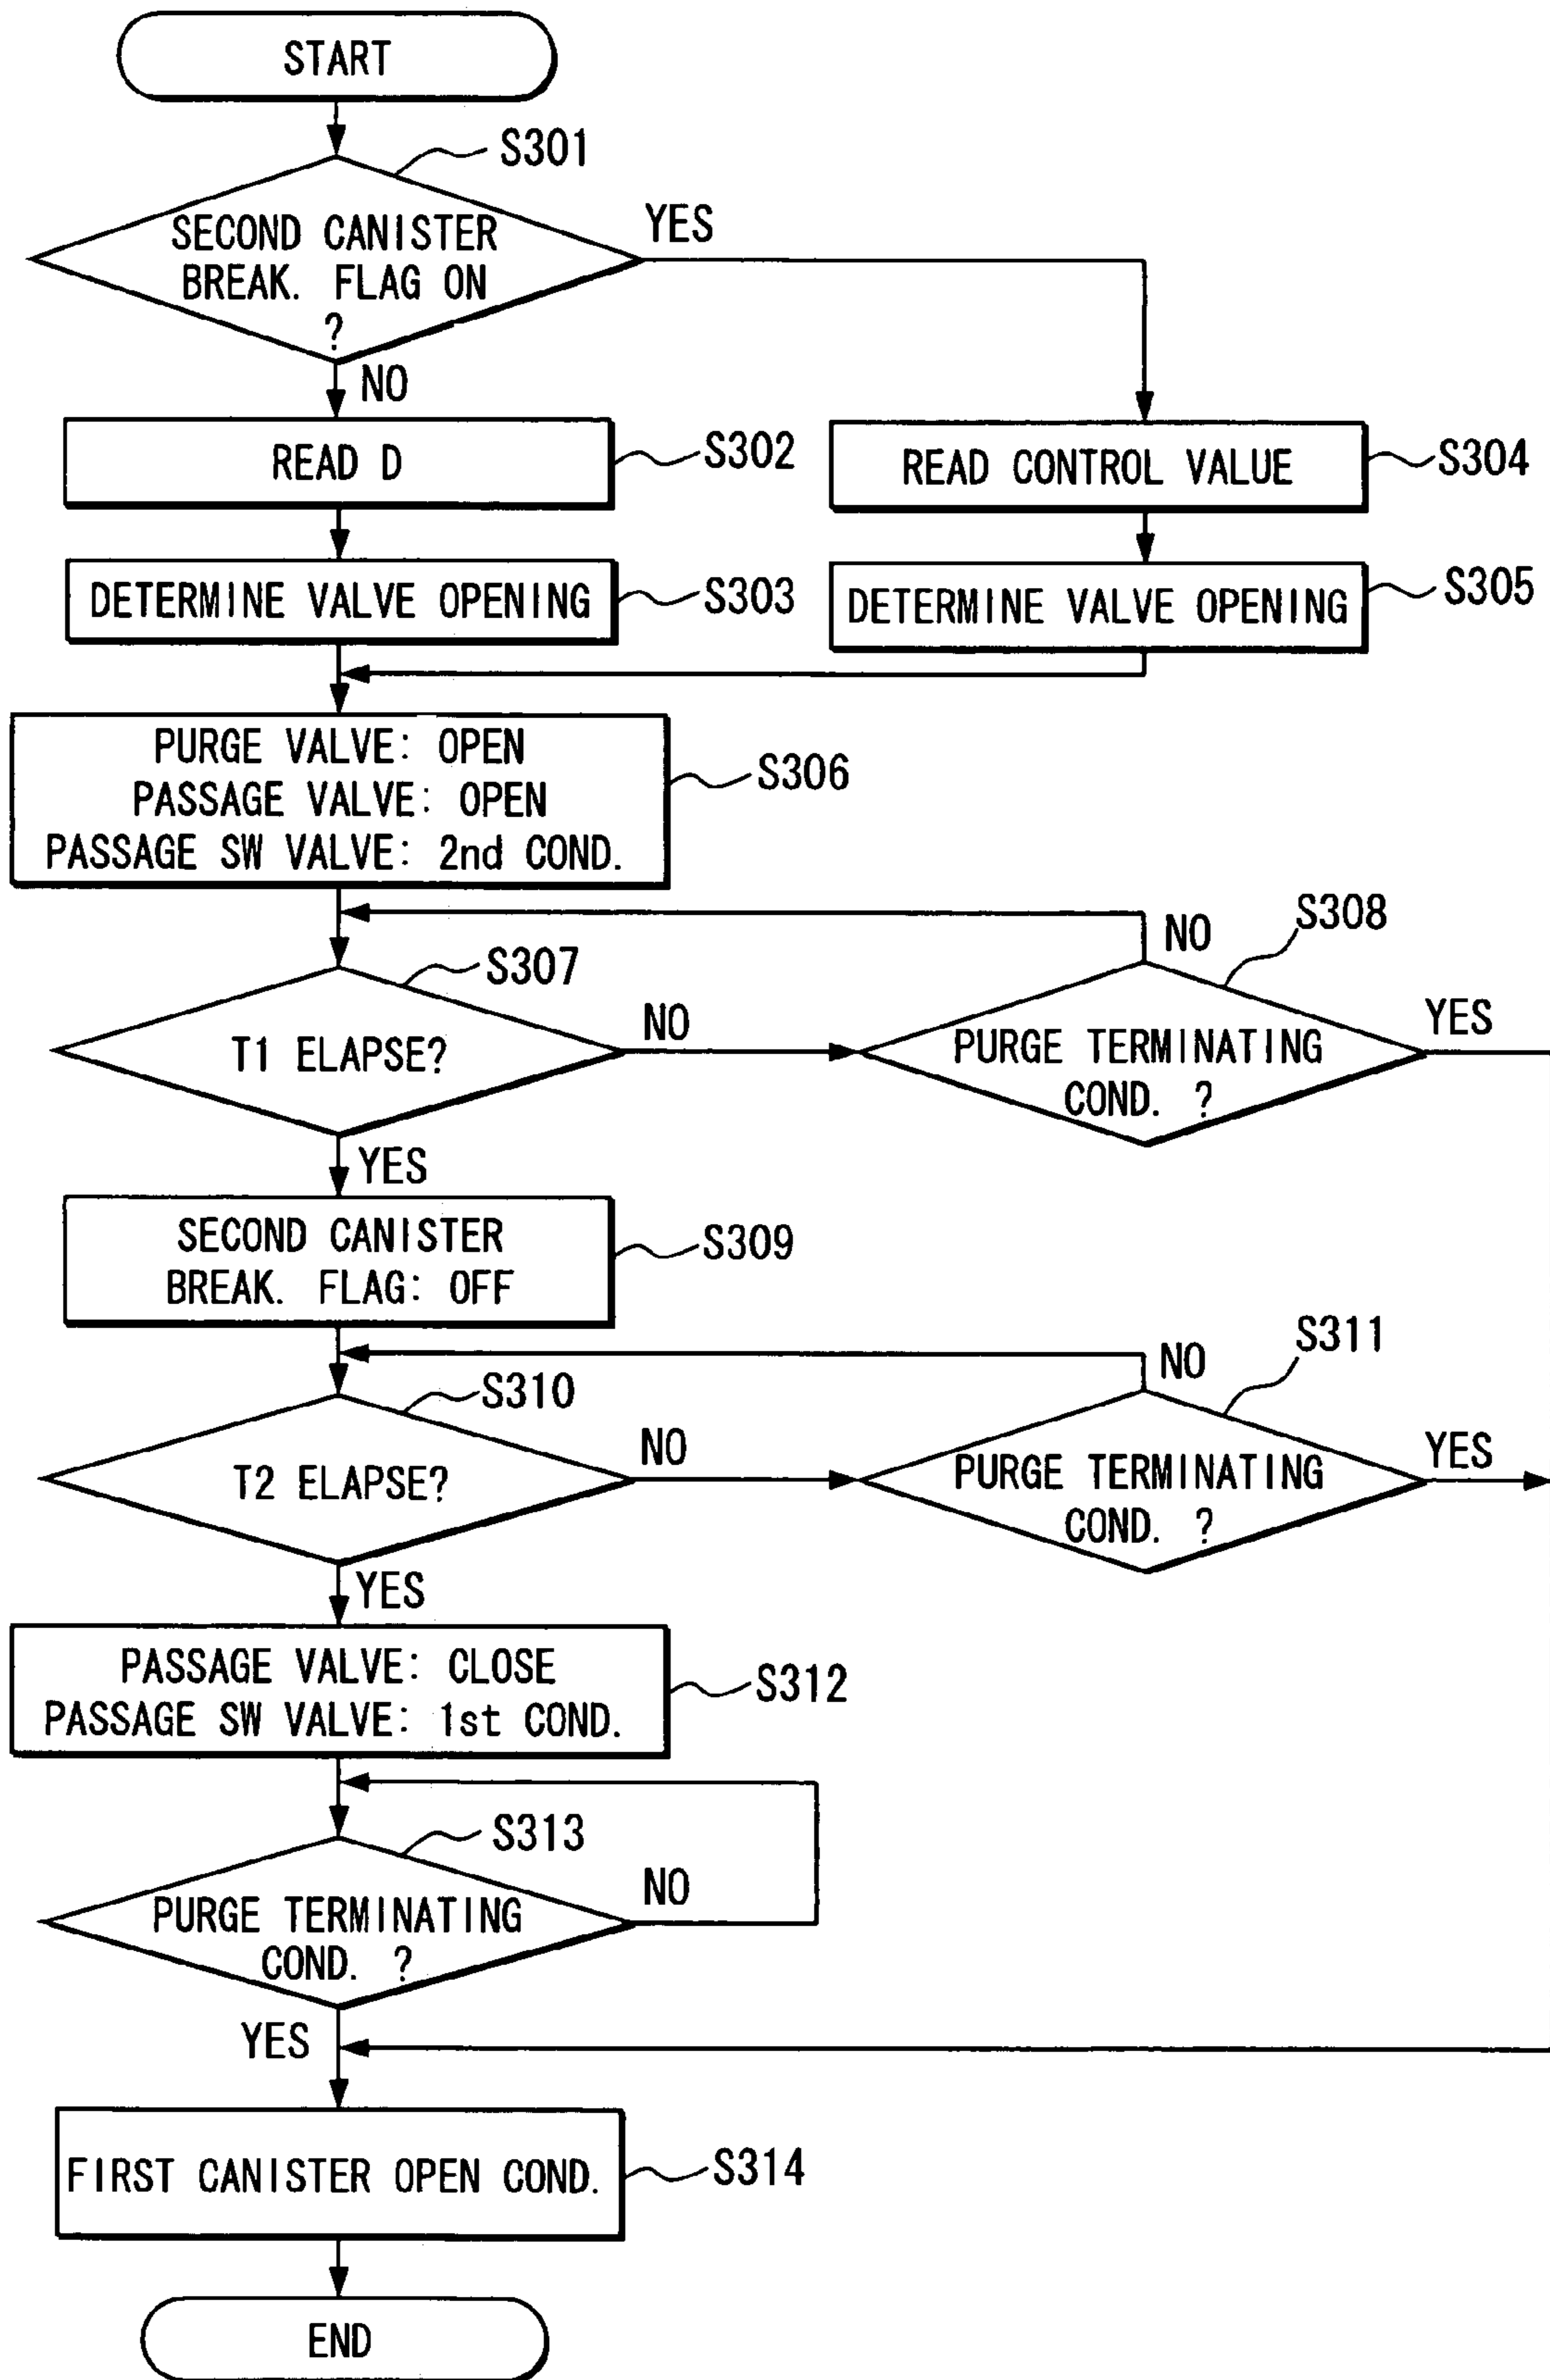 START
S301
SECOND CANISTER
BREAK. FLAG ON
?
YES
NO
READ D
S302
READ CONTROL VALUE
S304
DETERMINE VALVE OPENING
S303
DETERMINE VALVE OPENING
S305
PURGE VALVE: OPEN
PASSAGE VALVE: OPEN
PASSAGE SW VALVE: 2nd COND.
S306
S307
T1 ELAPSE?
NO
YES
S308
NO
PURGE TERMINATING
COND. ?
YES
SECOND CANISTER
BREAK. FLAG: OFF
S309
S310
T2 ELAPSE?
NO
YES
S311
NO
PURGE TERMINATING
COND. ?
YES
PASSAGE VALVE: CLOSE
PASSAGE SW VALVE: 1st COND.
S312
S313
PURGE TERMINATING
COND. ?
NO
YES
FIRST CANISTER OPEN COND.
S314
END